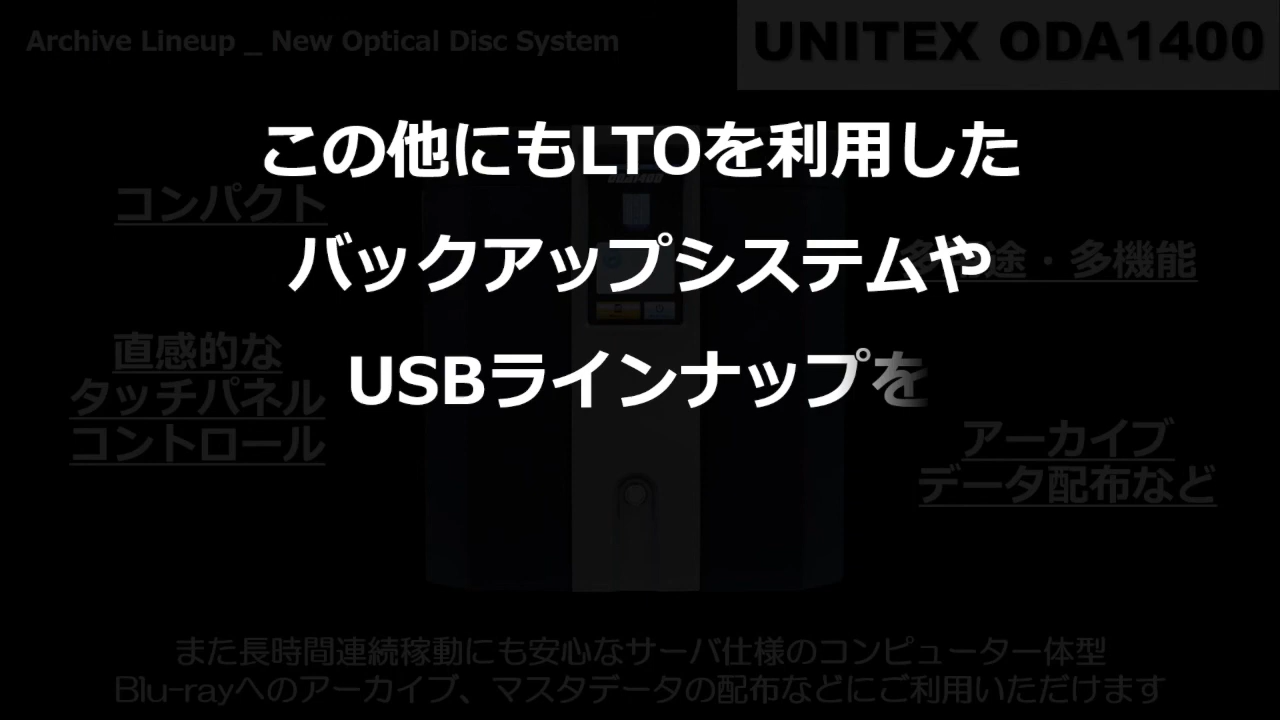 Archive Lineup _ New Optical Disc System
UNITEX ODA1400
この他にもLTOを利用した
バックアップシステムや
USBラインナップを
コンパクト
途・多機能
直感的な
タッチパネル
コントロール
アーカイブ
データ配布など
また長時間連続稼動にも安心なサーバ仕様のコンピューター体型
Blu-rayへのアーカイブ、マスタデータの配布などにご利用いただけます